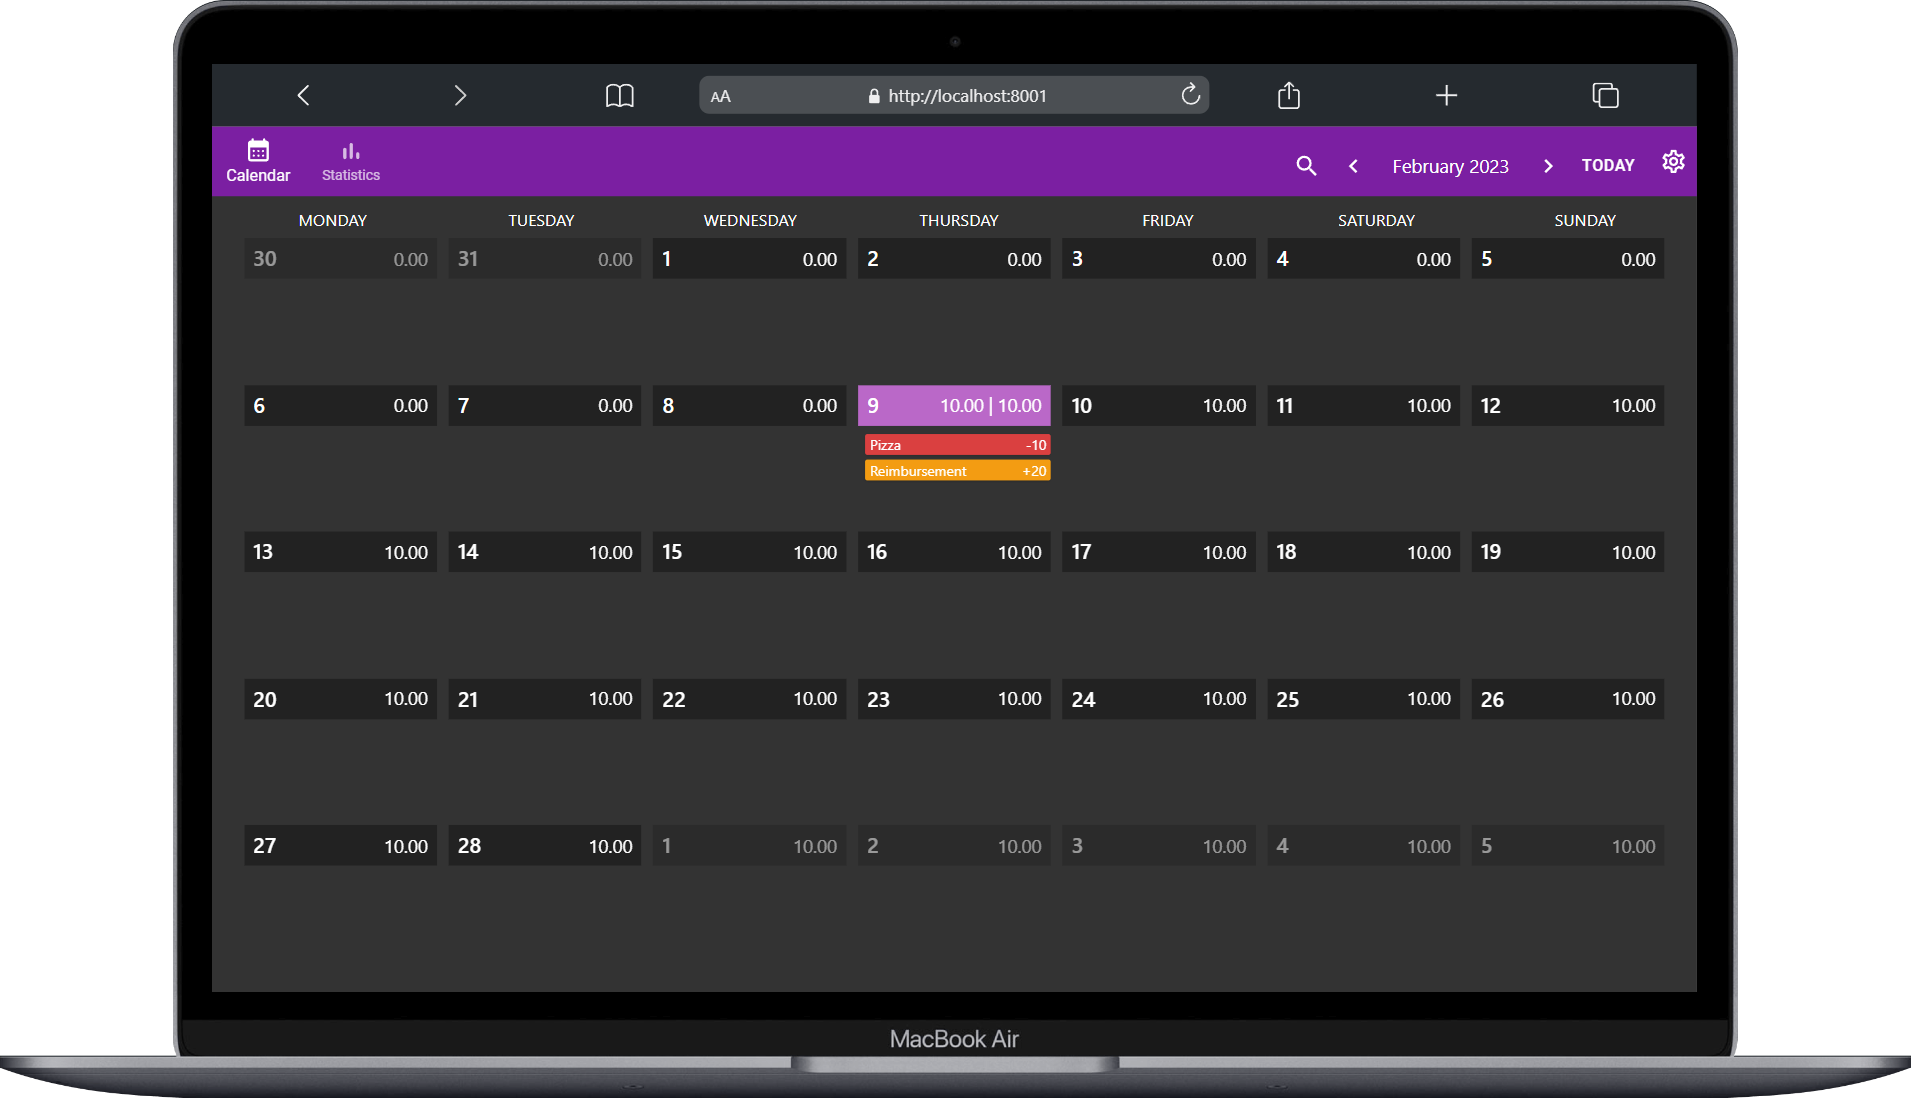 AA http://localhost:8001
Calendar Statistics February 2023 TODAY
MONDAY TUESDAY WEDNESDAY THURSDAY FRIDAY SATURDAY SUNDAY
30 0.00 31 0.00 1 0.00 2 0.00 3 0.00 4 0.00 5 0.00
6 0.00 7 0.00 8 0.00 9 10.00 | 10.00 10 10.00 11 10.00 12 10.00
Pizza -10
Reimbursement +20
13 10.00 14 10.00 15 10.00 16 10.00 17 10.00 18 10.00 19 10.00
20 10.00 21 10.00 22 10.00 23 10.00 24 10.00 25 10.00 26 10.00
27 10.00 28 10.00 1 10.00 2 10.00 3 10.00 4 10.00 5 10.00
MacBook Air